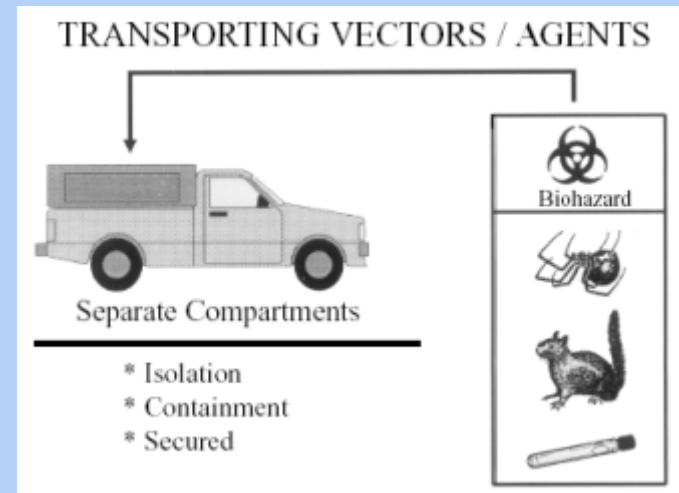 TRANSPORTING VECTORS / AGENTS
Biohazard
Separate Compartments
* Isolation
* Containment
* Secured